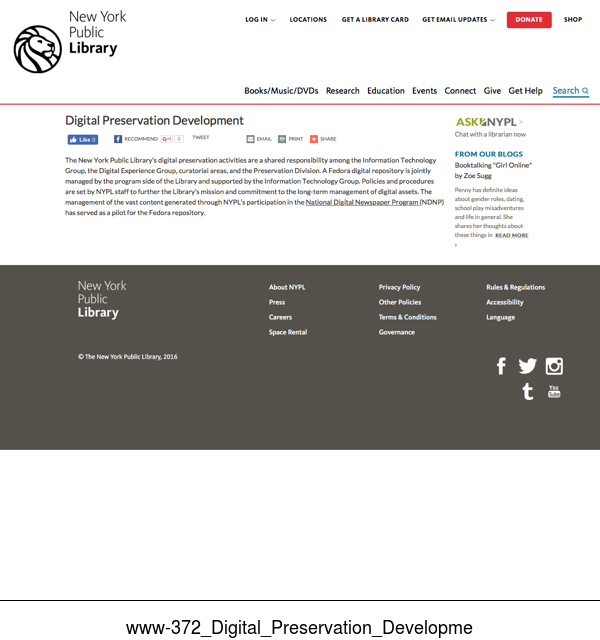 New York
Public
Library
LOG IN
LOCATIONS
GET A LIBRARY CARD
GET EMAIL UPDATES
DONATE
SHOP
Books/Music/DVDs Research Education Events Connect Give Get Help Search
Digital Preservation Development
Like 0
RECOMMEND
G+1 0
TWEET
EMAIL
PRINT
SHARE
The New York Public Library's digital preservation activities are a shared responsibility among the Information Technology
Group, the Digital Experience Group, curatorial areas, and the Preservation Division. A Fedora digital repository is jointly
managed by the program side of the Library and supported by the Information Technology Group. Policies and procedures
are set by NYPL staff to further the Library's mission and commitment to the long-term management of digital assets. The
management of the vast content generated through NYPL's participation in the National Digital Newspaper Program (NDNP)
has served as a pilot for the Fedora repository.
ASK NYPL >
Chat with a librarian now
FROM OUR BLOGS
Booktalking "Girl Online"
by Zoe Sugg
Penny has definite ideas
about gender roles, dating,
school play misadventures
and life in general. She
shares her thoughts about
these things in READ MORE
New York
Public
Library
About NYPL
Press
Careers
Space Rental
Privacy Policy
Other Policies
Terms & Conditions
Governance
Rules & Regulations
Accessibility
Language
© The New York Public Library, 2016
You
Tube
www-372_Digital_Preservation_Developme